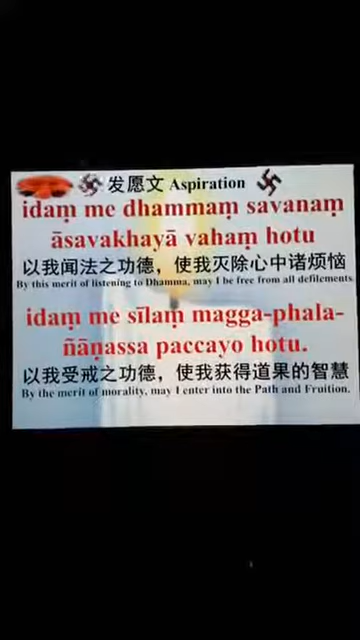 发愿文 Aspiration
idaṃ me dhammaṃ savanaṃ
āsavakhayā vahaṃ hotu
以我闻法之功德，使我灭除心中诸烦恼
By this merit of listening to Dhamma, may I be free from all defilements.
idaṃ me sīlaṃ magga-phala-
ñāṇassa paccayo hotu.
以我受戒之功德，使我获得道果的智慧
By the merit of morality, may I enter into the Path and Fruition.